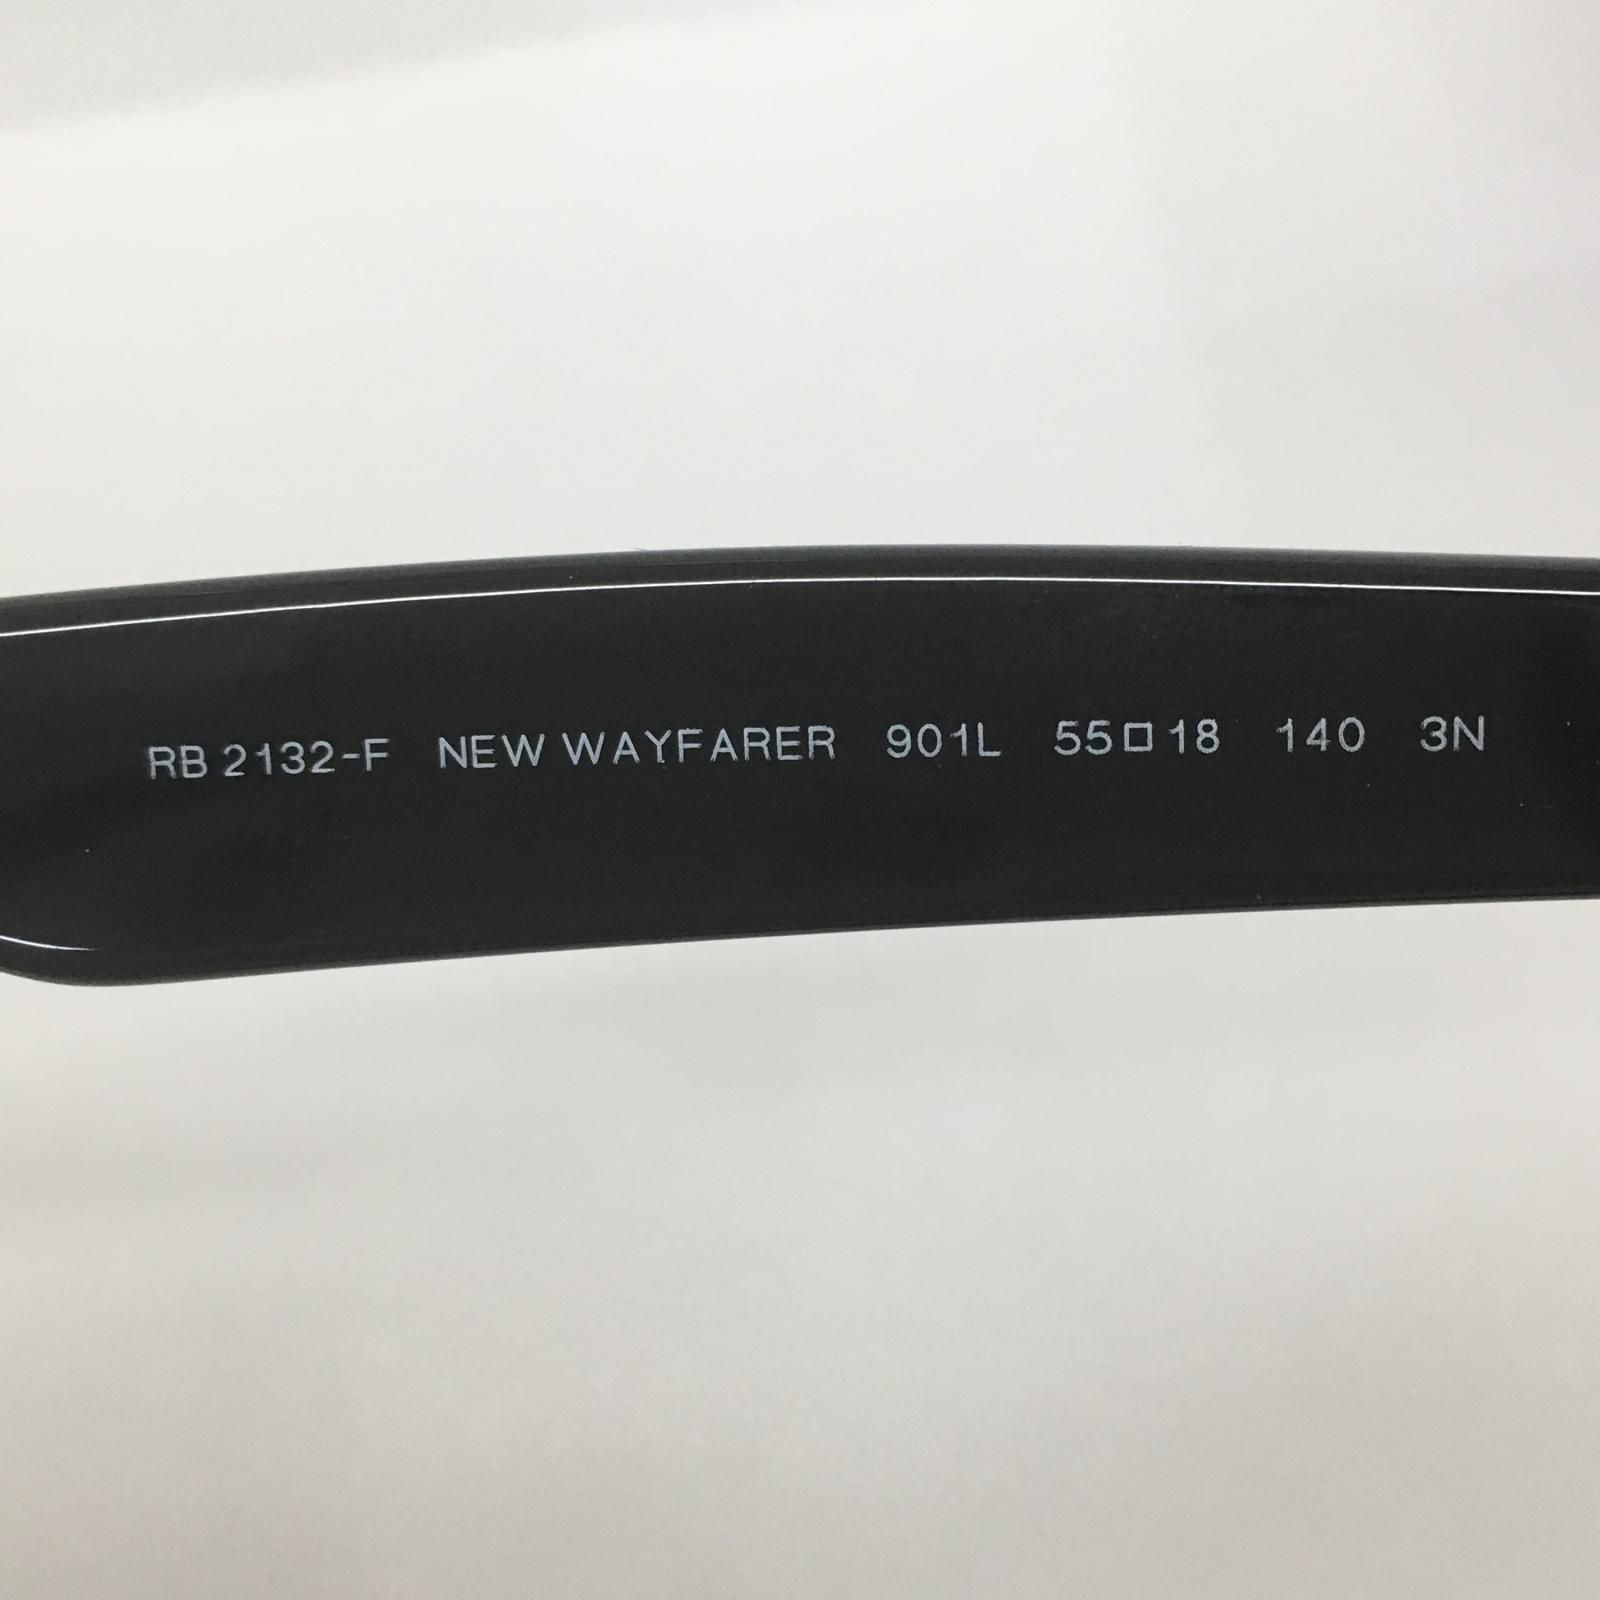 RB 2132-F NEW WAYFARER 901L 55□18 140 3N